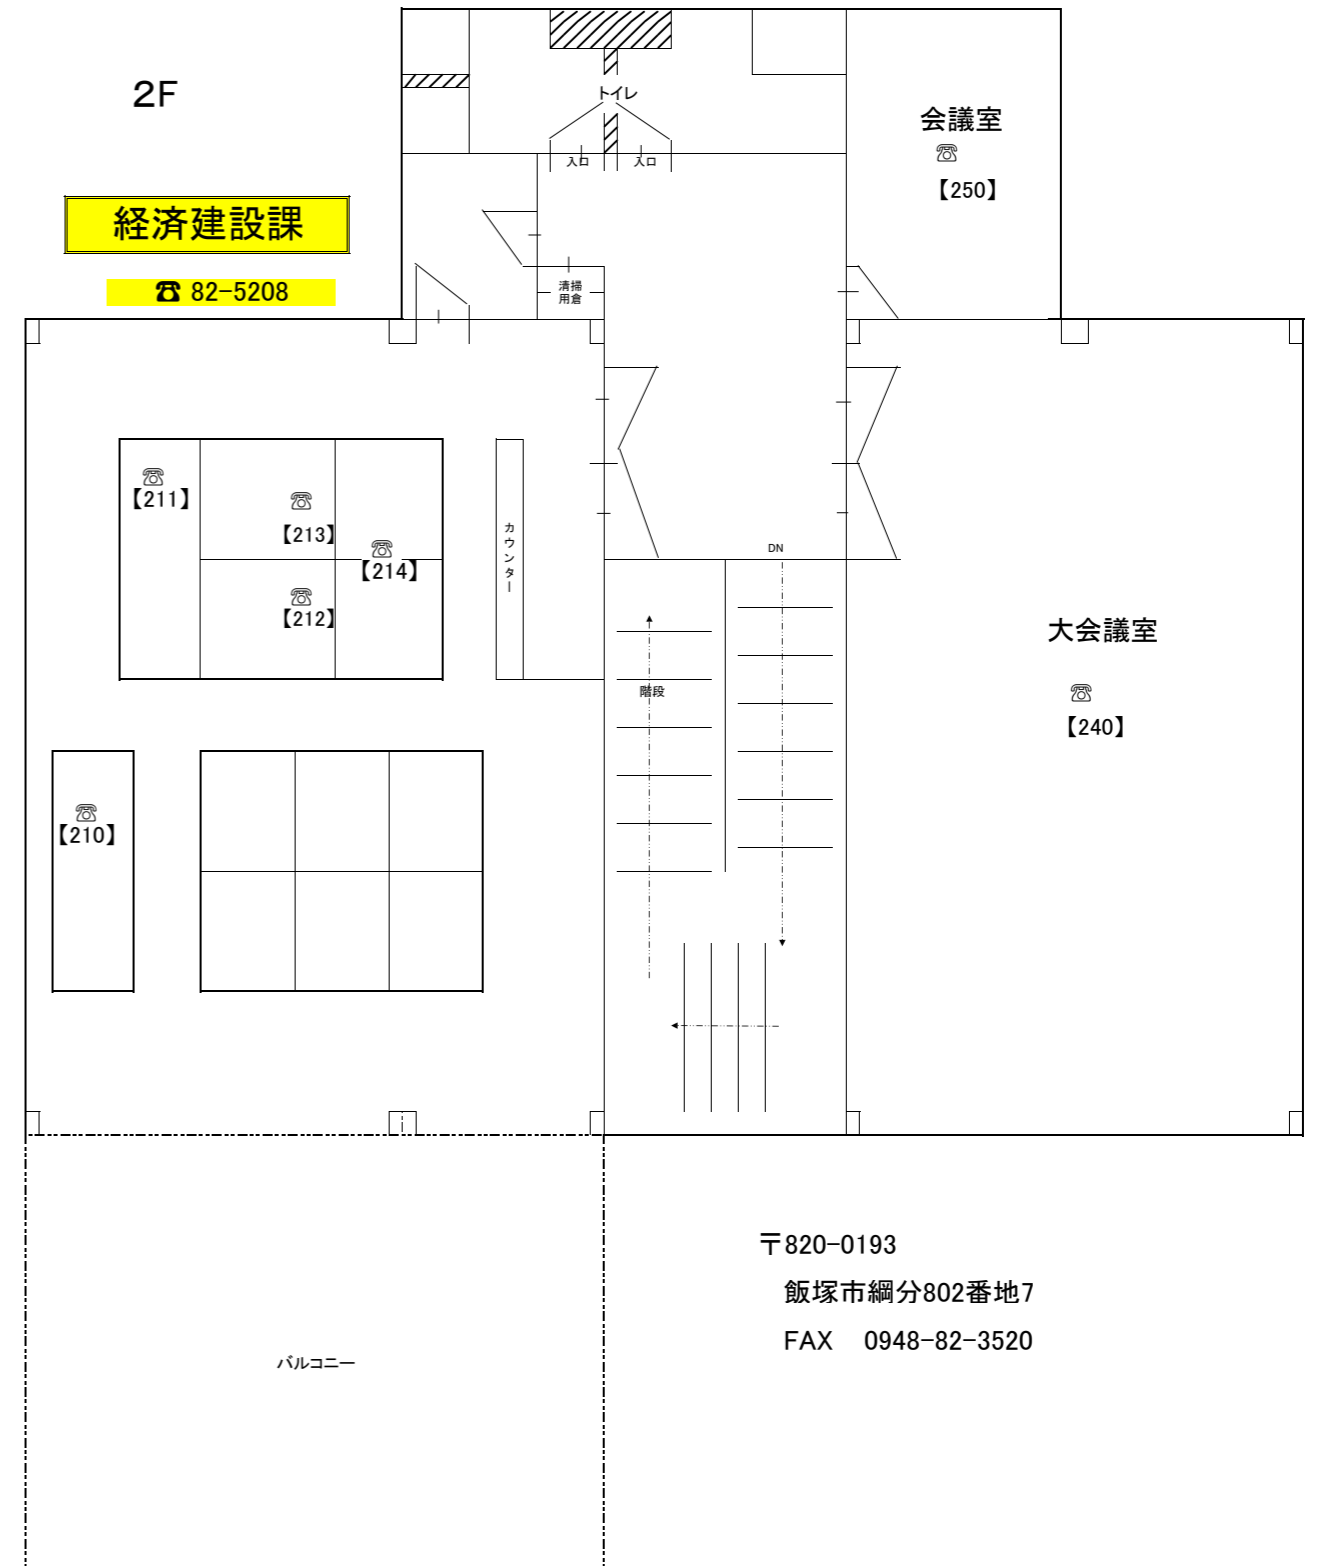 2F
経済建設課
☎ 82-5208
トイレ
入口
入口
会議室
☏
【250】
清掃
用倉
☏
【211】
☏
【213】
☏
【214】
☏
【212】
カウンター
DN
階段
大会議室
☏
【240】
☏
【210】
バルコニー
〒820-0193
飯塚市綱分802番地7
FAX 0948-82-3520